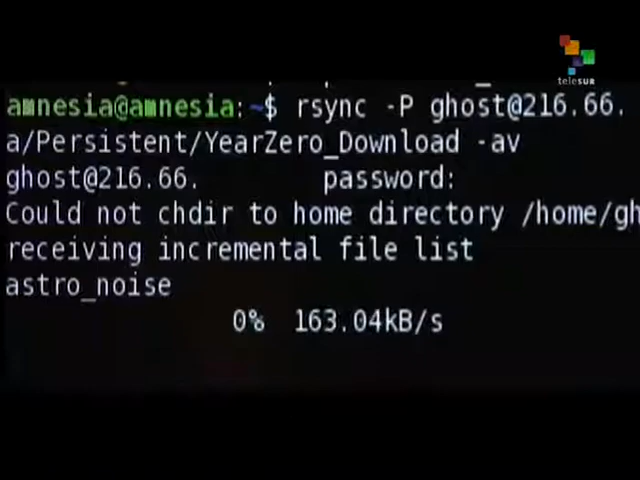 teleSUR
amnesia@amnesia:~$ rsync -P ghost@216.66.
a/Persistent/YearZero_Download -av
ghost@216.66. password:
Could not chdir to home directory /home/gh
receiving incremental file list
astro_noise
0% 163.04kB/s